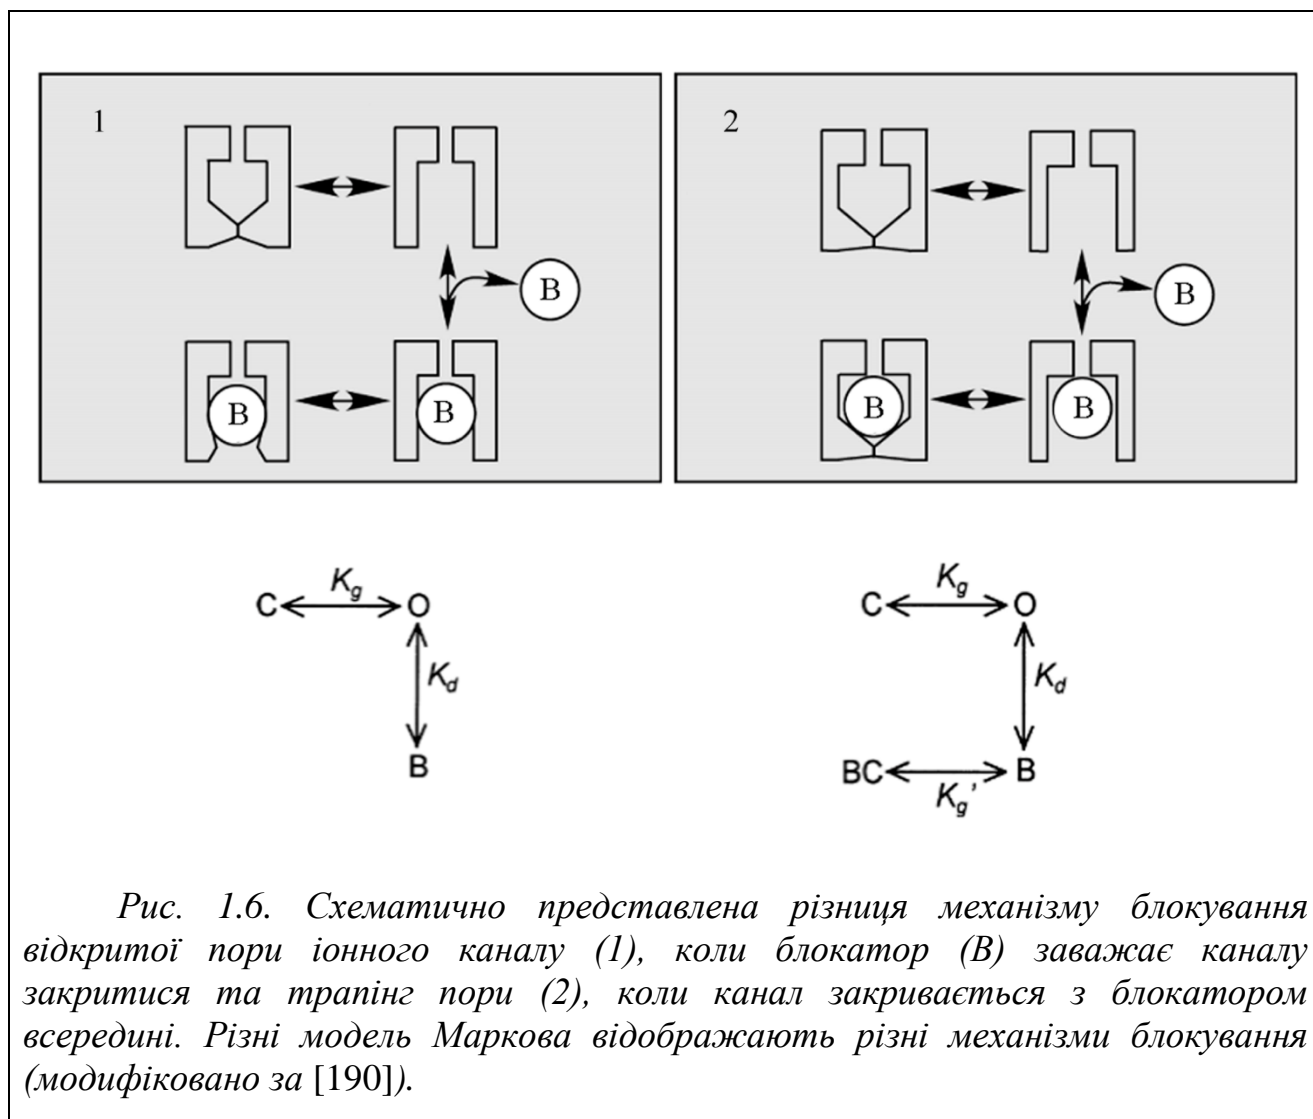 1
2
B
B
B
B
B
B
K_g
C O
K_d
B
K_g
C O
K_d
BC B
K_g’
Рис. 1.6. Схематично представлена різниця механізму блокування
відкритої пори іонного каналу (1), коли блокатор (В) заважає каналу
закритися та трапінг пори (2), коли канал закривається з блокатором
всередині. Різні модель Маркова відображають різні механізми блокування
(модифіковано за [190]).